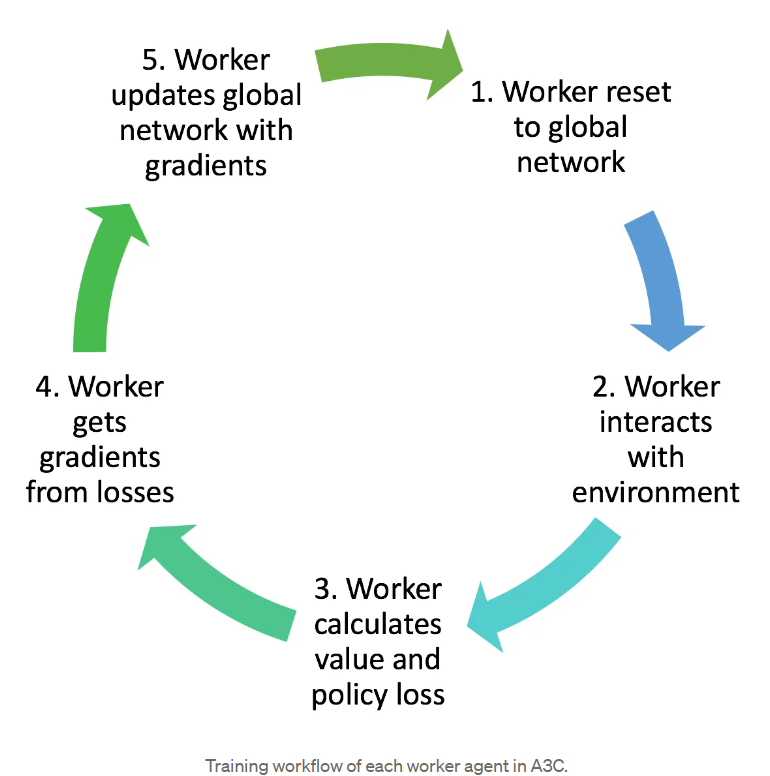 5. Worker
updates global
network with
gradients
1. Worker reset
to global
network
2. Worker
interacts
with
environment
3. Worker
calculates
value and
policy loss
4. Worker
gets
gradients
from losses
Training workflow of each worker agent in A3C.